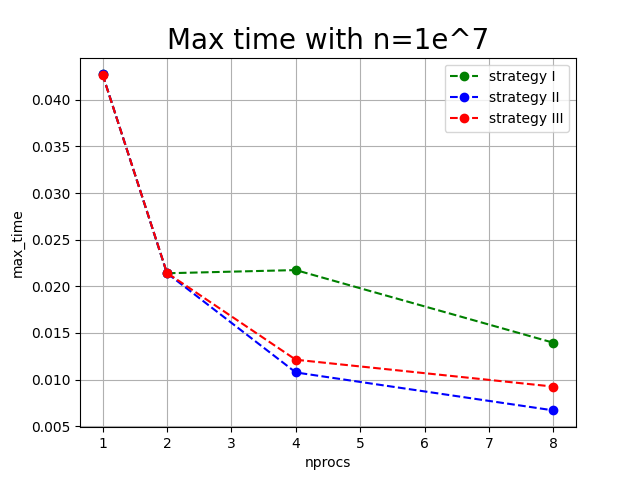 Max time with n=1e^7
strategy I
strategy II
strategy III
max_time
0.040
0.035
0.030
0.025
0.020
0.015
0.010
0.005
1 2 3 4 5 6 7 8
nprocs